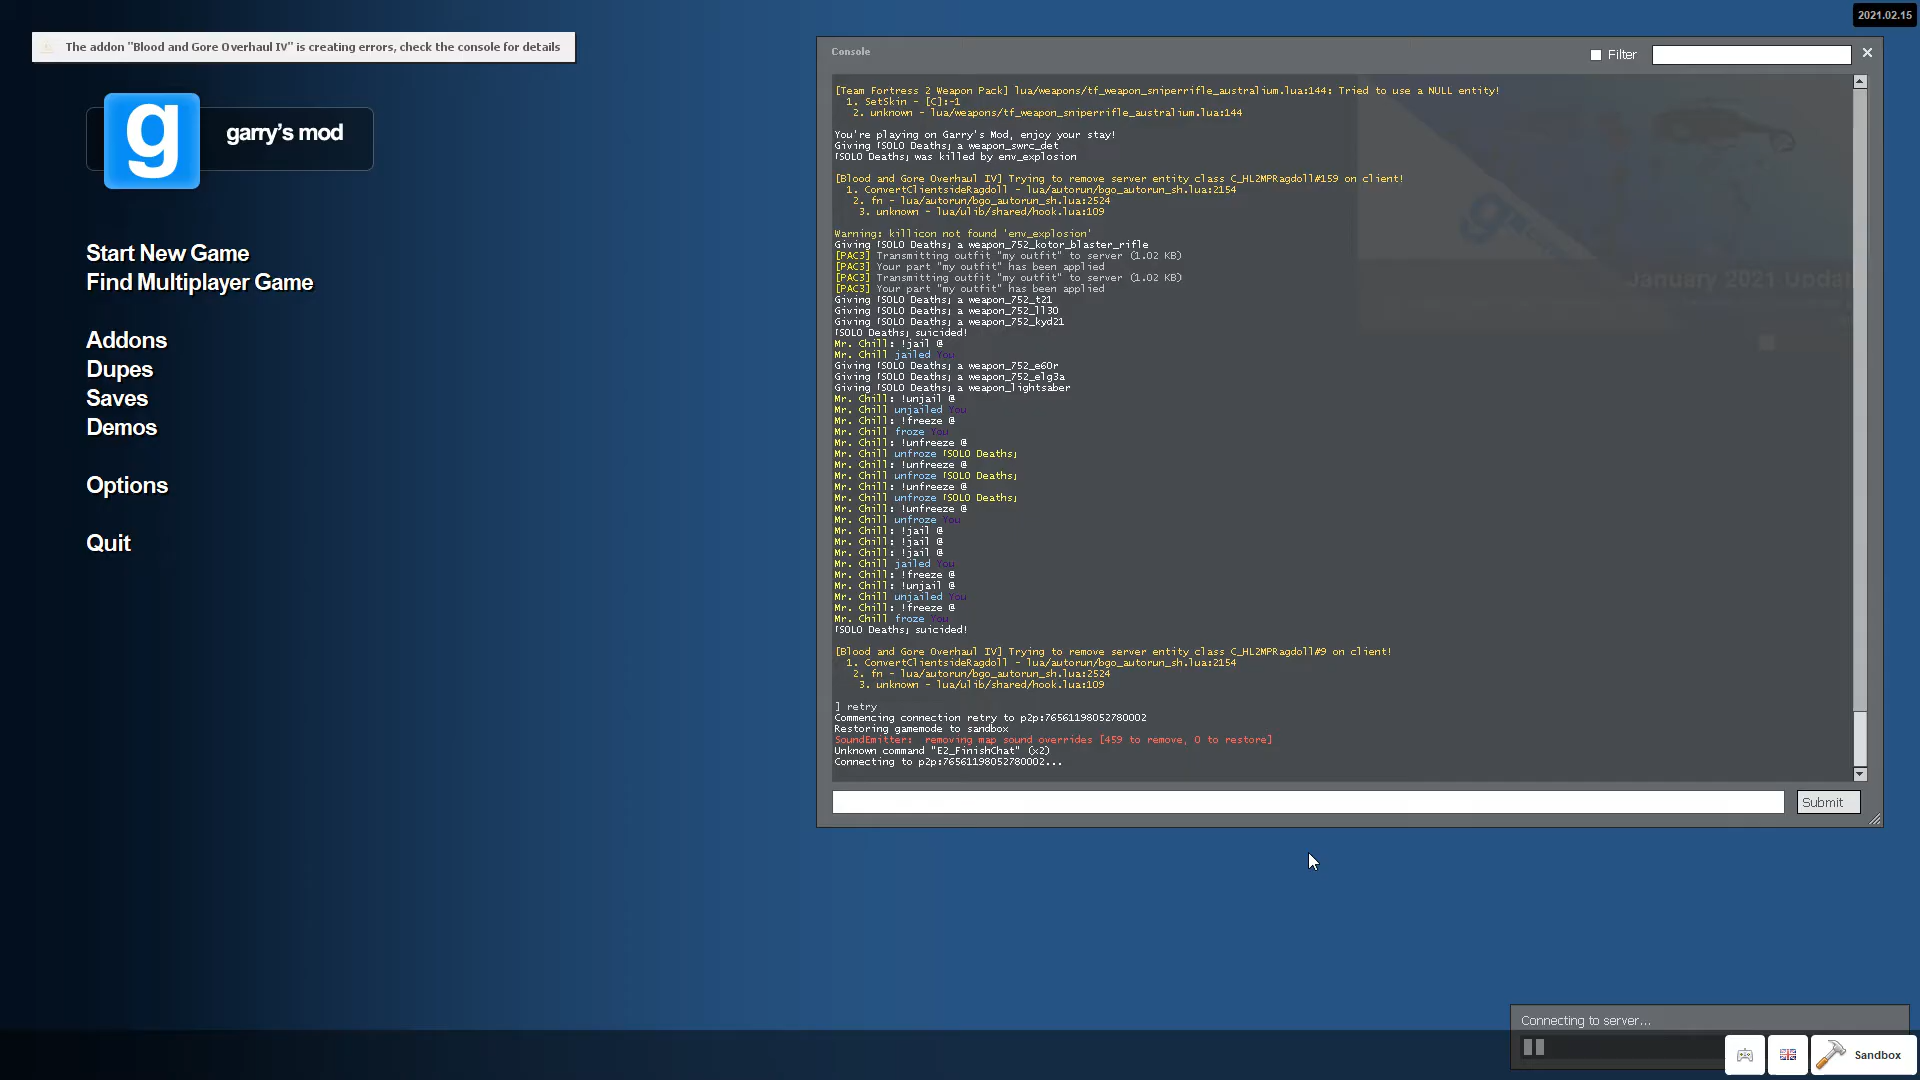 2021.02.15
The addon "Blood and Gore Overhaul IV" is creating errors, check the console for details
g
garry's mod
Start New Game
Find Multiplayer Game
Addons
Dupes
Saves
Demos
Options
Quit
Console
Filter
[Team Fortress 2 Weapon Pack] lua/weapons/tf_weapon_sniperrifle_australium.lua:144: Tried to use a NULL entity!
1. SetSkin - [C]:-1
2. unknown - lua/weapons/tf_weapon_sniperrifle_australium.lua:144
You're playing on Garry's Mod, enjoy your stay!
Giving ｢SOLO Deaths｣ a weapon_swrc_det
｢SOLO Deaths｣ was killed by env_explosion
[Blood and Gore Overhaul IV] Trying to remove server entity class C_HL2MPRagdoll#159 on client!
1. ConvertClientsideRagdoll - lua/autorun/bgo_autorun_sh.lua:2154
2. fn - lua/autorun/bgo_autorun_sh.lua:2524
3. unknown - lua/ulib/shared/hook.lua:109
Warning: killicon not found 'env_explosion'
Giving ｢SOLO Deaths｣ a weapon_752_kotor_blaster_rifle
[PAC3] Transmitting outfit "my outfit" to server (1.02 KB)
[PAC3] Your part "my outfit" has been applied
[PAC3] Transmitting outfit "my outfit" to server (1.02 KB)
[PAC3] Your part "my outfit" has been applied
Giving ｢SOLO Deaths｣ a weapon_752_t21
Giving ｢SOLO Deaths｣ a weapon_752_ll30
Giving ｢SOLO Deaths｣ a weapon_752_kyd21
｢SOLO Deaths｣ suicided!
Mr. Chill: !jail @
Mr. Chill jailed You
Giving ｢SOLO Deaths｣ a weapon_752_e60r
Giving ｢SOLO Deaths｣ a weapon_752_elg3a
Giving ｢SOLO Deaths｣ a weapon_lightsaber
Mr. Chill: !unjail @
Mr. Chill unjailed You
Mr. Chill: !freeze @
Mr. Chill froze You
Mr. Chill: !unfreeze @
Mr. Chill unfroze ｢SOLO Deaths｣
Mr. Chill: !unfreeze @
Mr. Chill unfroze ｢SOLO Deaths｣
Mr. Chill: !unfreeze @
Mr. Chill unfroze ｢SOLO Deaths｣
Mr. Chill: !unfreeze @
Mr. Chill unfroze You
Mr. Chill: !jail @
Mr. Chill: !jail @
Mr. Chill: !jail @
Mr. Chill jailed You
Mr. Chill: !freeze @
Mr. Chill: !unjail @
Mr. Chill unjailed You
Mr. Chill: !freeze @
Mr. Chill froze You
｢SOLO Deaths｣ suicided!
[Blood and Gore Overhaul IV] Trying to remove server entity class C_HL2MPRagdoll#9 on client!
1. ConvertClientsideRagdoll - lua/autorun/bgo_autorun_sh.lua:2154
2. fn - lua/autorun/bgo_autorun_sh.lua:2524
3. unknown - lua/ulib/shared/hook.lua:109
] retry
Commencing connection retry to p2p:76561198052780002
Restoring gamemode to sandbox
SoundEmitter: removing map sound overrides [459 to remove, 0 to restore]
Unknown command "E2_FinishChat" (x2)
Connecting to p2p:76561198052780002...
January 2021 Updat
Submit
Connecting to server...
Sandbox